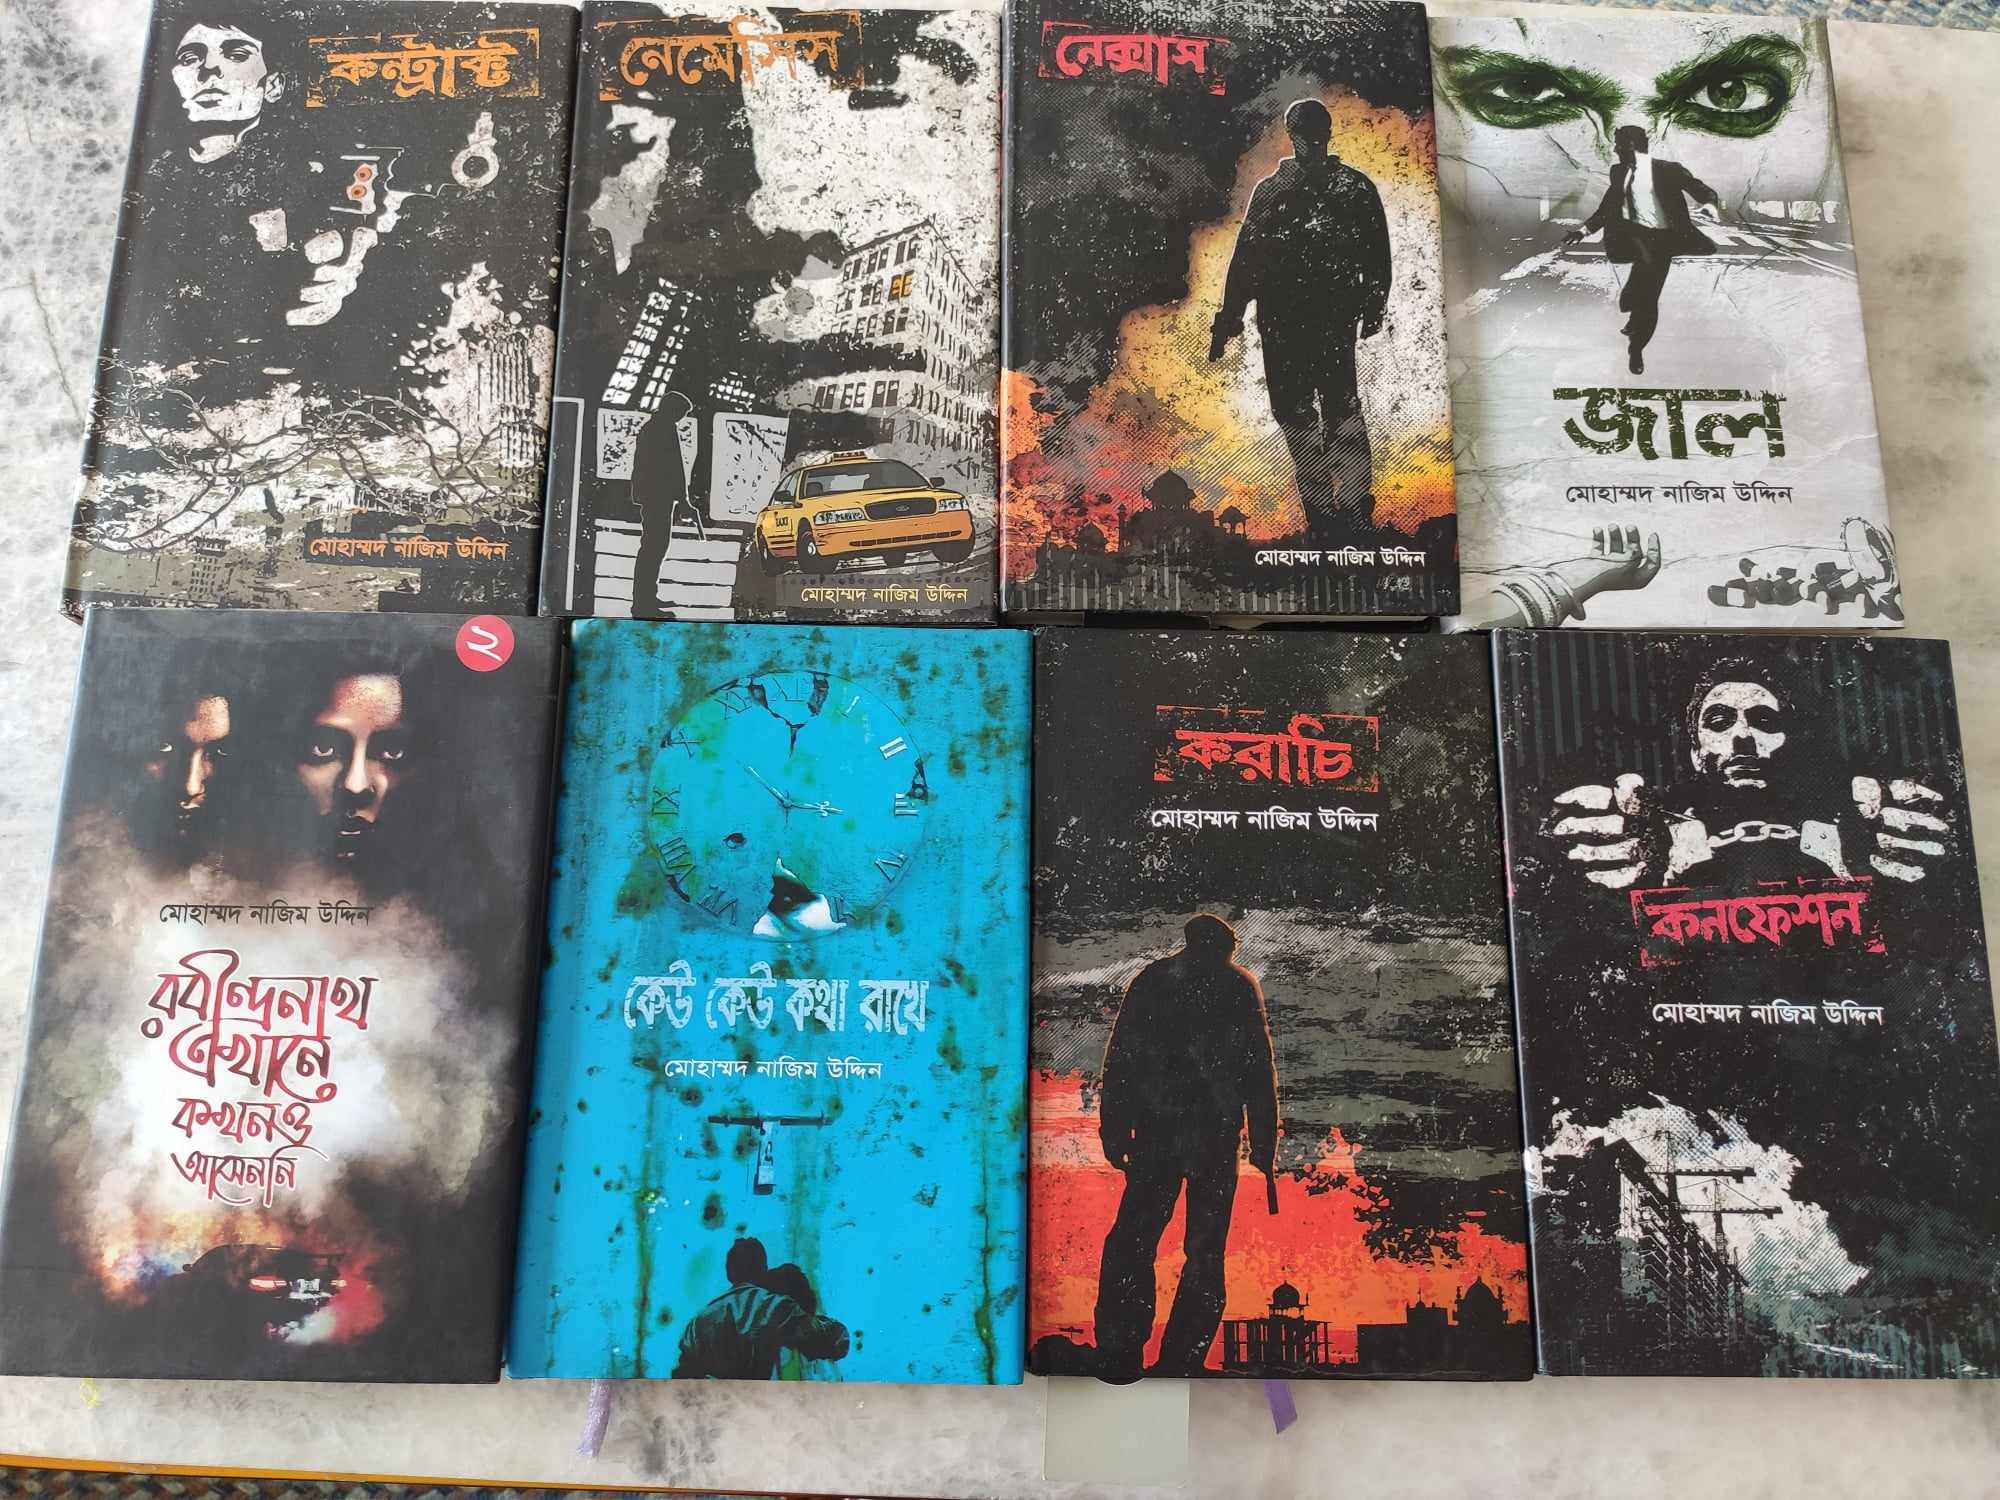 কন্ট্রাক্ট
মোহাম্মদ নাজিম উদ্দিন
নেমেসিস
TAXI
মোহাম্মদ নাজিম উদ্দিন
নেক্সাস
মোহাম্মদ নাজিম উদ্দিন
জাল
মোহাম্মদ নাজিম উদ্দিন
২
মোহাম্মদ নাজিম উদ্দিন
রবীন্দ্রনাথ
এখানে
কখনও
আসেননি
কেউ কেউ কথা রাখে
মোহাম্মদ নাজিম উদ্দিন
করাচি
মোহাম্মদ নাজিম উদ্দিন
কনফেশন
মোহাম্মদ নাজিম উদ্দিন